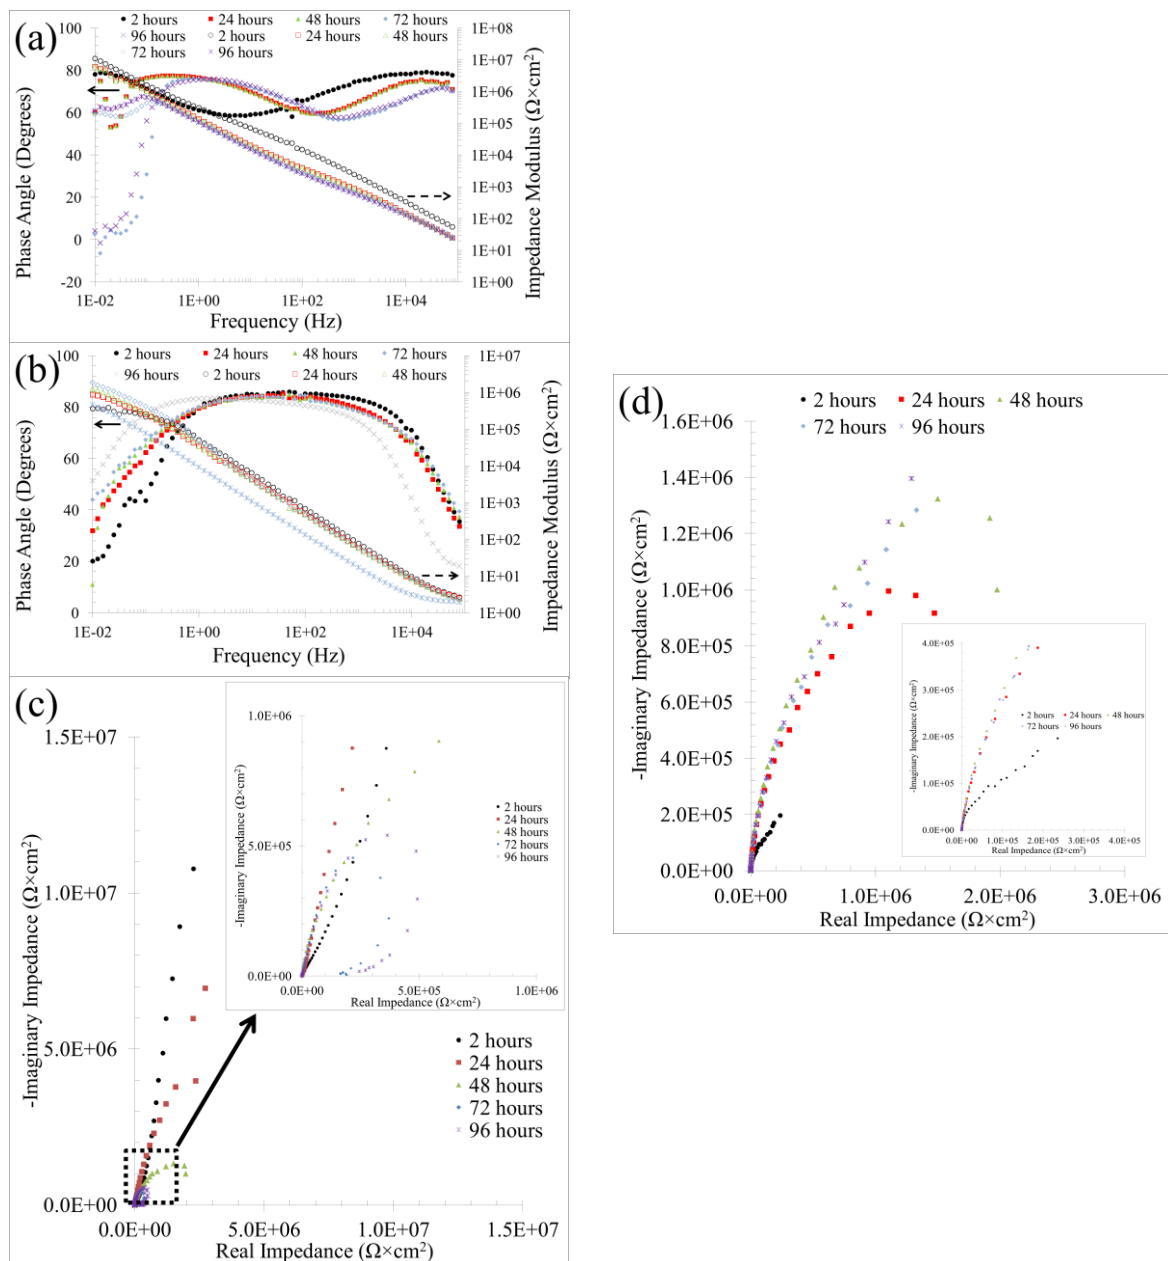 (a)
2 hours 24 hours 48 hours 72 hours
96 hours 2 hours 24 hours 48 hours
72 hours 96 hours
Phase Angle (Degrees)
100
80
60
40
20
0
-20
1E-02 1E+00 1E+02 1E+04
Frequency (Hz)
1E+08
1E+07
1E+06
1E+05
1E+04
1E+03
1E+02
1E+01
1E+00
Impedance Modulus (Ω×cm²)
(b)
2 hours 24 hours 48 hours 72 hours
96 hours 2 hours 24 hours 48 hours
Phase Angle (Degrees)
100
80
60
40
20
0
1E-02 1E+00 1E+02 1E+04
Frequency (Hz)
1E+07
1E+06
1E+05
1E+04
1E+03
1E+02
1E+01
1E+00
Impedance Modulus (Ω×cm²)
(c)
-Imaginary Impedance (Ω×cm²)
1.5E+07
1.0E+07
5.0E+06
0.0E+00
0.0E+00 5.0E+06 1.0E+07 1.5E+07
Real Impedance (Ω×cm²)
2 hours
24 hours
48 hours
72 hours
96 hours
-Imaginary Impedance (Ω×cm²)
1.0E+06
5.0E+05
0.0E+00
0.0E+00 5.0E+05 1.0E+06
Real Impedance (Ω×cm²)
2 hours
24 hours
48 hours
72 hours
96 hours
(d)
2 hours 24 hours 48 hours
72 hours 96 hours
-Imaginary Impedance (Ω×cm²)
1.6E+06
1.4E+06
1.2E+06
1.0E+06
8.0E+05
6.0E+05
4.0E+05
2.0E+05
0.0E+00
0.0E+00 1.0E+06 2.0E+06 3.0E+06
Real Impedance (Ω×cm²)
-Imaginary Impedance (Ω×cm²)
4.0E+05
3.0E+05
2.0E+05
1.0E+05
0.0E+00
0.0E+00 1.0E+05 2.0E+05 3.0E+05 4.0E+05
Real Impedance (Ω×cm²)
2 hours 24 hours 48 hours
72 hours 96 hours